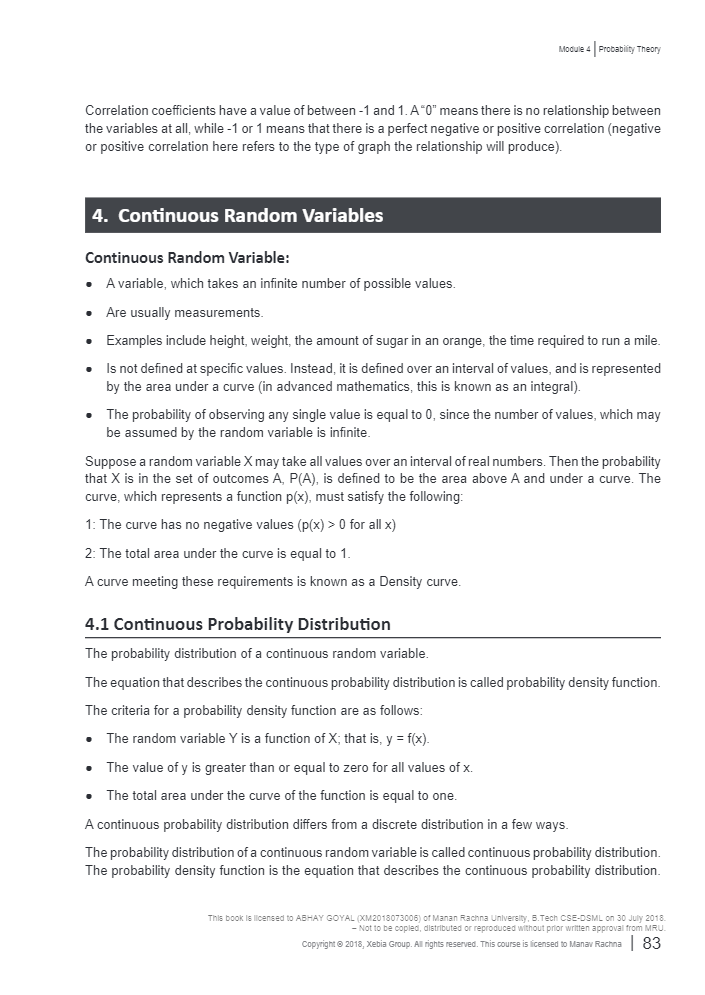 Module 4 | Probability Theory
Correlation coefficients have a value of between -1 and 1. A “0” means there is no relationship between
the variables at all, while -1 or 1 means that there is a perfect negative or positive correlation (negative
or positive correlation here refers to the type of graph the relationship will produce).
4. Continuous Random Variables
Continuous Random Variable:
● A variable, which takes an infinite number of possible values.
● Are usually measurements.
● Examples include height, weight, the amount of sugar in an orange, the time required to run a mile.
● Is not defined at specific values. Instead, it is defined over an interval of values, and is represented
by the area under a curve (in advanced mathematics, this is known as an integral).
● The probability of observing any single value is equal to 0, since the number of values, which may
be assumed by the random variable is infinite.
Suppose a random variable X may take all values over an interval of real numbers. Then the probability
that X is in the set of outcomes A, P(A), is defined to be the area above A and under a curve. The
curve, which represents a function p(x), must satisfy the following:
1: The curve has no negative values (p(x) > 0 for all x)
2: The total area under the curve is equal to 1.
A curve meeting these requirements is known as a Density curve.
4.1 Continuous Probability Distribution
The probability distribution of a continuous random variable.
The equation that describes the continuous probability distribution is called probability density function.
The criteria for a probability density function are as follows:
● The random variable Y is a function of X; that is, y = f(x).
● The value of y is greater than or equal to zero for all values of x.
● The total area under the curve of the function is equal to one.
A continuous probability distribution differs from a discrete distribution in a few ways.
The probability distribution of a continuous random variable is called continuous probability distribution.
The probability density function is the equation that describes the continuous probability distribution.
This book is licensed to ABHAY GOYAL (XM2018073006) of Manan Rachna University, B.Tech CSE-DSML on 30 July 2018.
– Not to be copied, distributed or reproduced without prior written approval from MRU.
Copyright © 2018, Xebia Group. All rights reserved. This course is licensed to Manav Rachna | 83